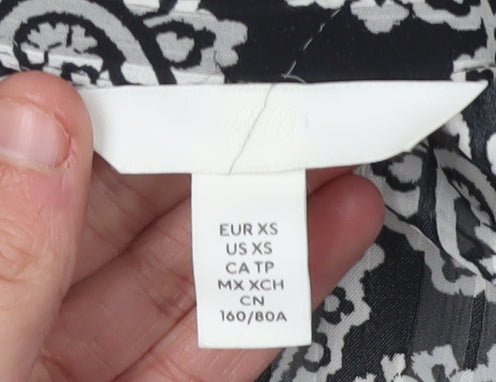 EUR XS
US XS
CA TP
MX XCH
CN
160/80A